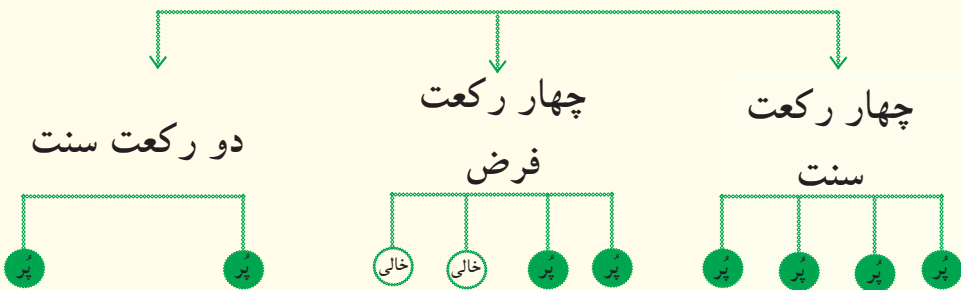 چهار رکعت
سنت
پُر پُر پُر پُر
چهار رکعت
فرض
پُر پُر خالی خالی
دو رکعت سنت
پُر پُر